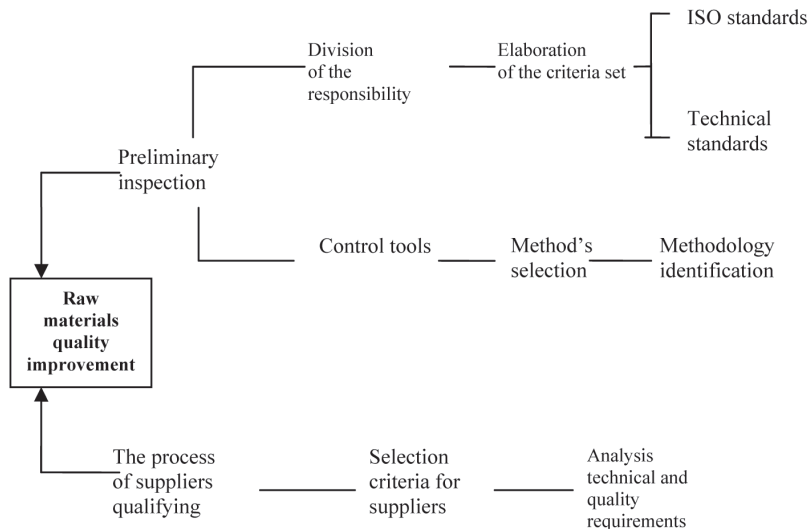 ISO standards
Division
of the
responsibility
Elaboration
of the criteria set
Technical
standards
Preliminary
inspection
Control tools
Method's
selection
Methodology
identification
Raw
materials
quality
improvement
The process
of suppliers
qualifying
Selection
criteria for
suppliers
Analysis
technical and
quality
requirements